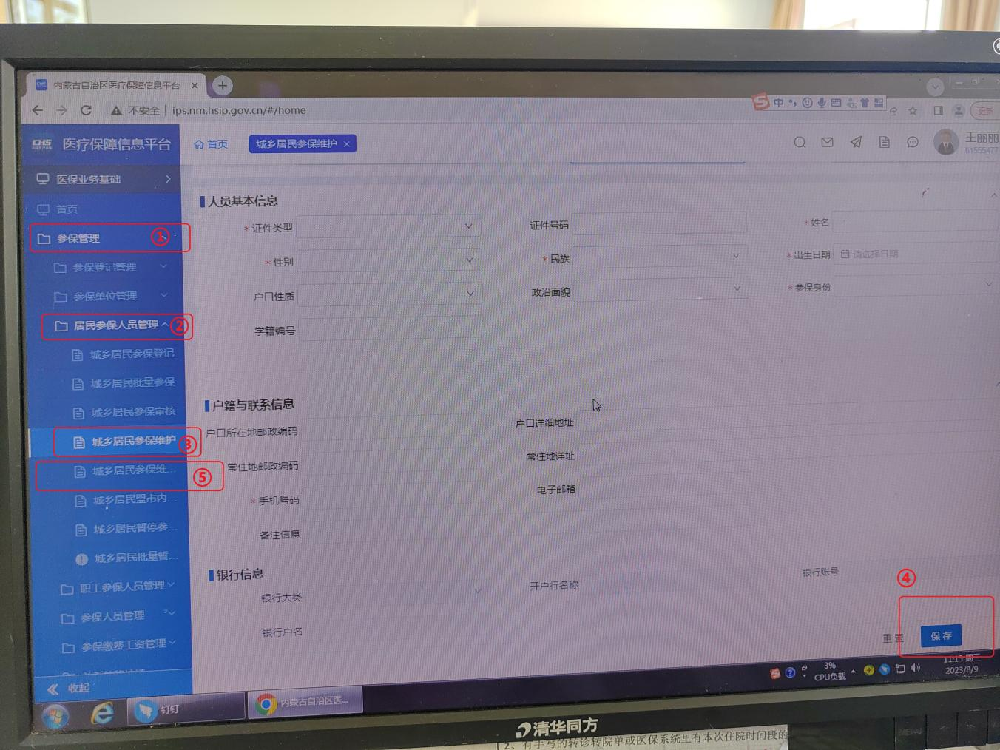 内蒙古自治区医疗保障信息平台
不安全 ips.nm.hsip.gov.cn/#/home
中
更新
CHS 医疗保障信息平台
首页
城乡居民参保维护
61555477
医保业务基础
首页
参保管理 ①
参保登记管理
参保单位管理
居民参保人员管理 ②
城乡居民参保登记
城乡居民批量参保
城乡居民参保审核
城乡居民参保维护 ③
城乡居民参保维... ⑤
城乡居民盟市内...
城乡居民暂停参...
城乡居民批量暂...
职工参保人员管理
参保人员管理
参保缴费工资管理
收起
人员基本信息
*证件类型
证件号码
*姓名
*性别
*民族
*出生日期 请选择日期
户口性质
政治面貌
*参保身份
学籍编号
户籍与联系信息
户口所在地邮政编码
户口详细地址
常住地邮政编码
常住地详址
*手机号码
电子邮箱
备注信息
银行信息
银行大类
开户行名称
银行账号
银行户名
④
重置 保存
钉钉
内蒙古自治区医...
3%
CPU负载
11:15 周三
2023/8/9
清华同方
MENU
2、有手写的转诊转院单或医保系统里有本次住院时间段的